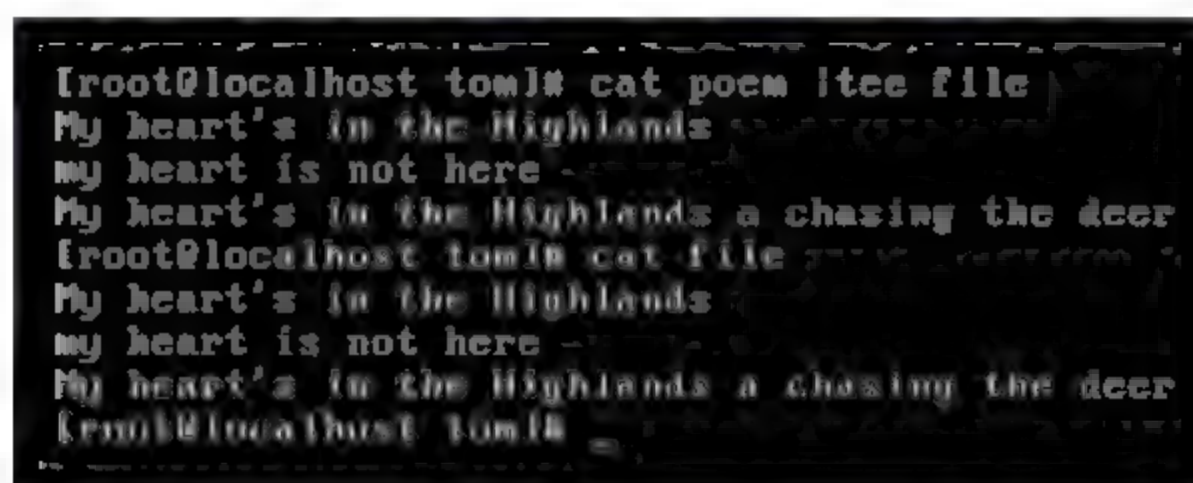 [root@localhost tom]# cat poem |tee file
My heart's in the Highlands
my heart is not here
My heart's in the Highlands a chasing the deer
[root@localhost tom]# cat file
My heart's in the Highlands
my heart is not here
My heart's in the Highlands a chasing the deer
[root@localhost tom]# _